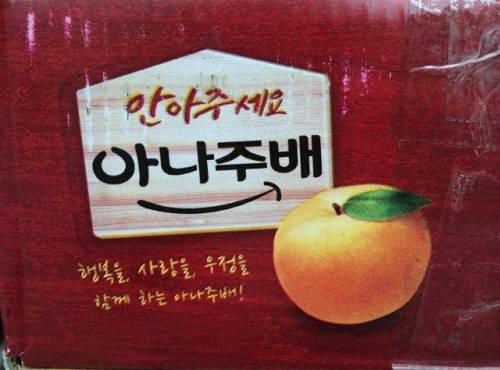 안아주세요
아나주배
행복을, 사랑을, 우정을
함께 하는 아나주배!